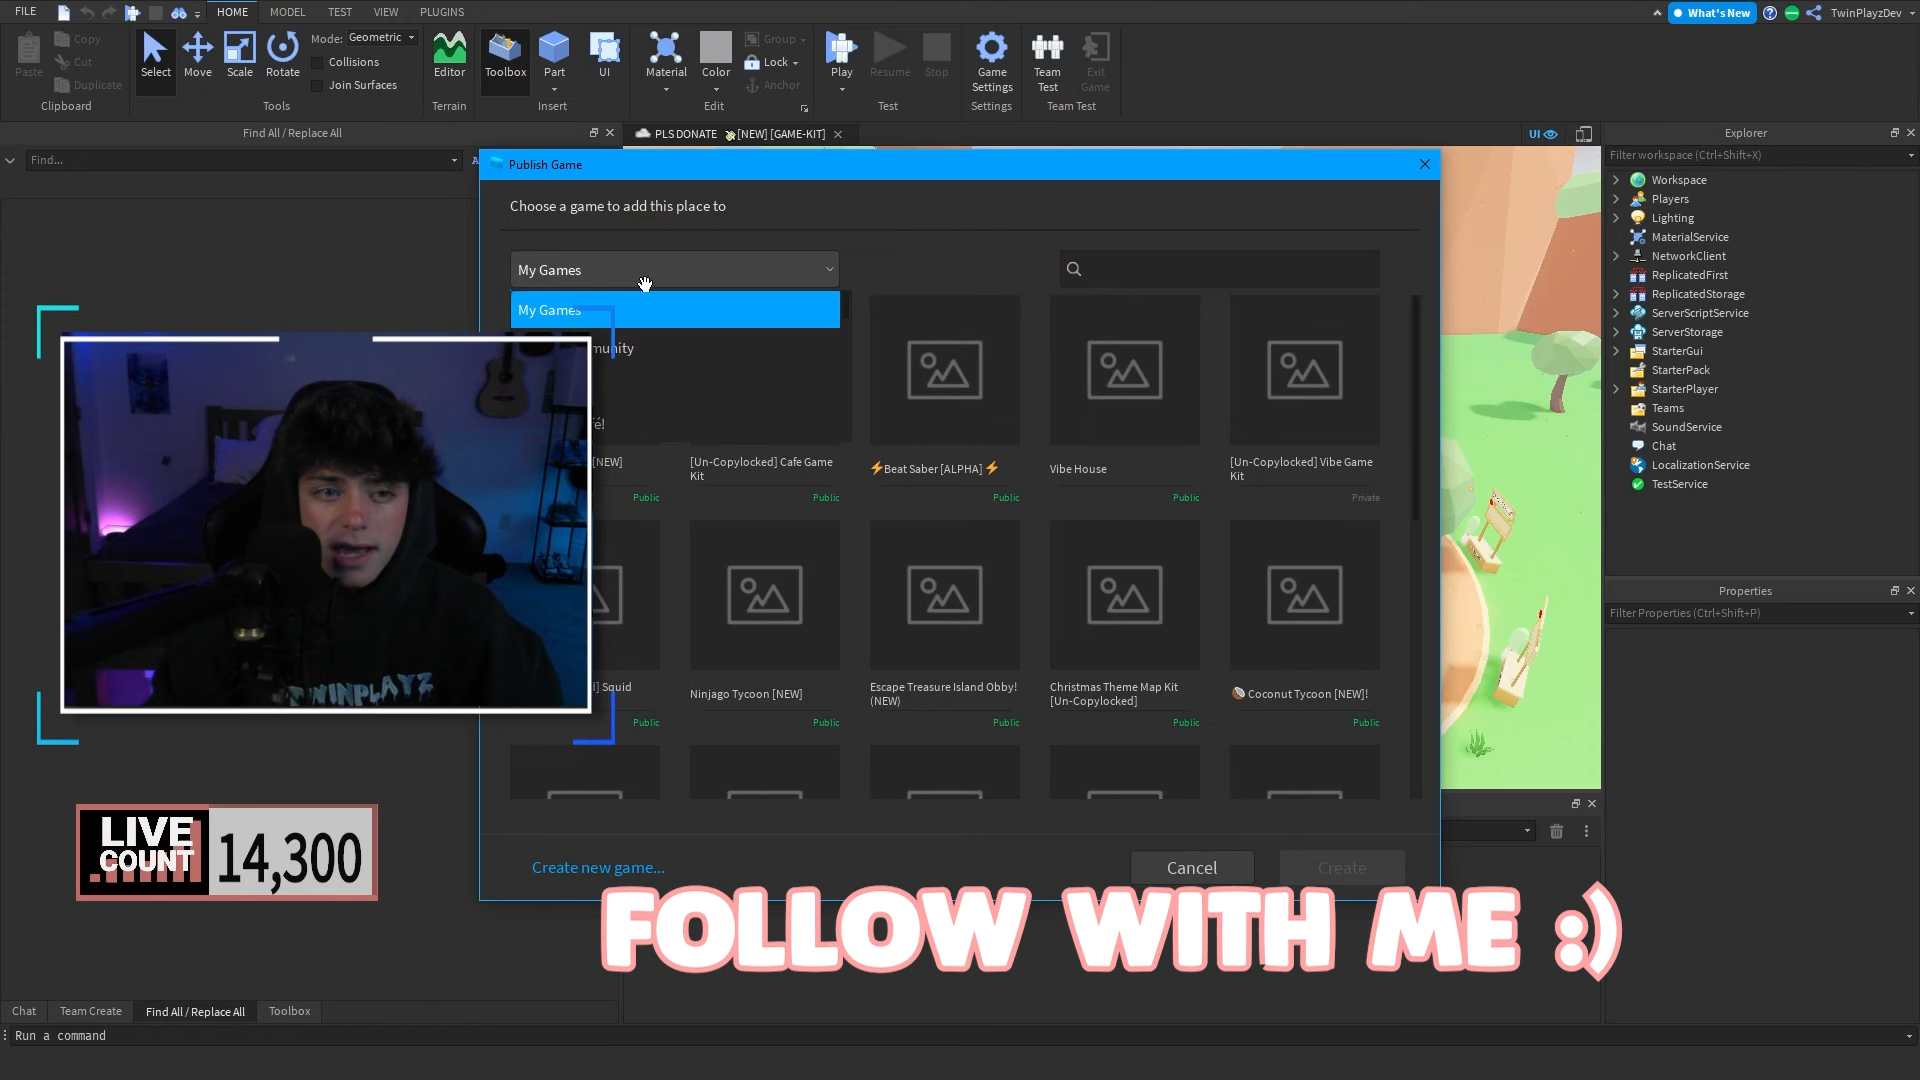 FILE
HOME
MODEL
TEST
VIEW
PLUGINS
What's New
TwinPlayzDev
Paste
Copy
Cut
Duplicate
Clipboard
Select
Move
Scale
Rotate
Mode: Geometric
Collisions
Join Surfaces
Tools
Editor
Terrain
Toolbox
Part
UI
Insert
Material
Color
Group
Lock
Anchor
Edit
Play
Resume
Stop
Test
Game Settings
Settings
Team Test
Exit Game
Team Test
Find All / Replace All
PLS DONATE [NEW] [GAME-KIT]
UI
Explorer
Find...
Filter workspace (Ctrl+Shift+X)
Workspace
Players
Lighting
MaterialService
NetworkClient
ReplicatedFirst
ReplicatedStorage
ServerScriptService
ServerStorage
StarterGui
StarterPack
StarterPlayer
Teams
SoundService
Chat
LocalizationService
TestService
Properties
Filter Properties (Ctrl+Shift+P)
Publish Game
Choose a game to add this place to
My Games
My Games
munity
é!
[NEW]
Public
[Un-Copylocked] Cafe Game
Kit
Public
⚡Beat Saber [ALPHA]⚡
Public
Vibe House
Public
[Un-Copylocked] Vibe Game
Kit
Private
] Squid
Public
Ninjago Tycoon [NEW]
Public
Escape Treasure Island Obby!
(NEW)
Public
Christmas Theme Map Kit
[Un-Copylocked]
Public
🥥 Coconut Tycoon [NEW]!
Public
Create new game...
Cancel
Create
TWINPLAYZ
LIVE
COUNT
14,300
FOLLOW WITH ME :)
Chat
Team Create
Find All / Replace All
Toolbox
Run a command